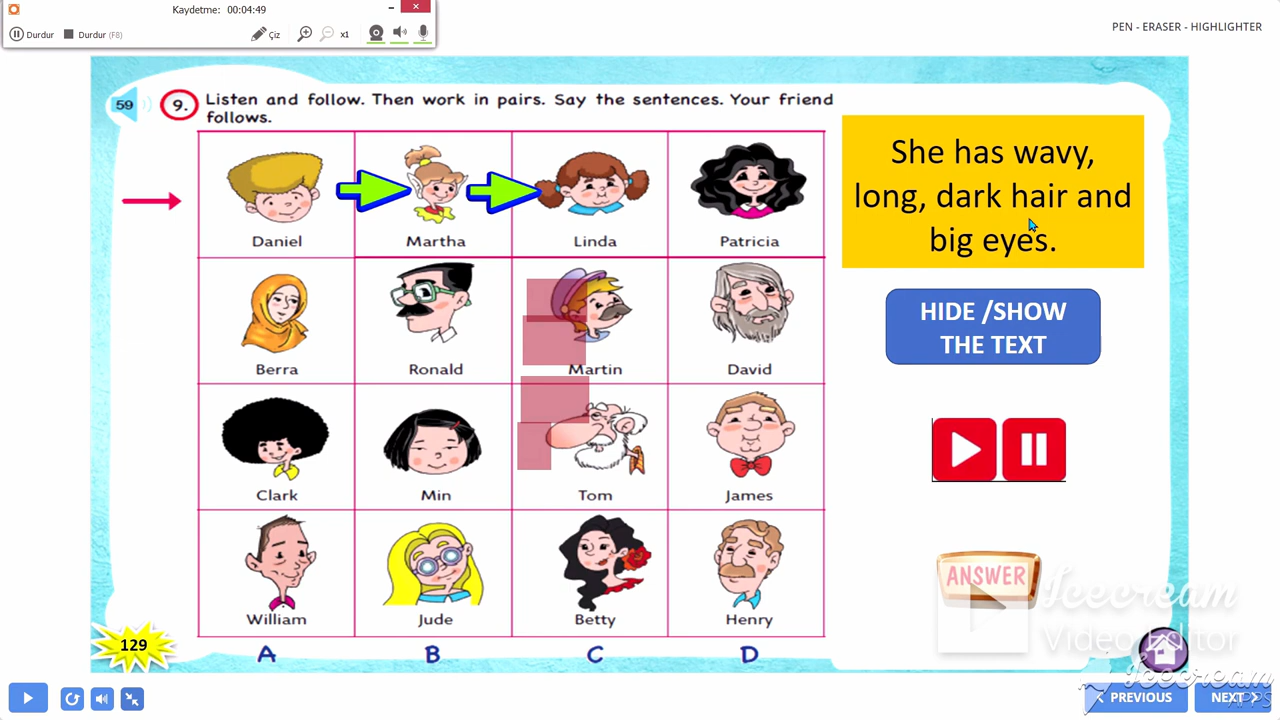 Kaydetme: 00:04:49
Durdur
Durdur (F8)
Çiz
x1
PEN - ERASER - HIGHLIGHTER
59
9. Listen and follow. Then work in pairs. Say the sentences. Your friend
follows.
Daniel Martha Linda Patricia
She has wavy,
long, dark hair and
big eyes.
HIDE /SHOW
THE TEXT
Berra Ronald Martin David
Clark Min Tom James
ANSWER
William Jude Betty Henry
129
A B C D
Icecream
Video Editor
Icecream
APPS
PREVIOUS
NEXT